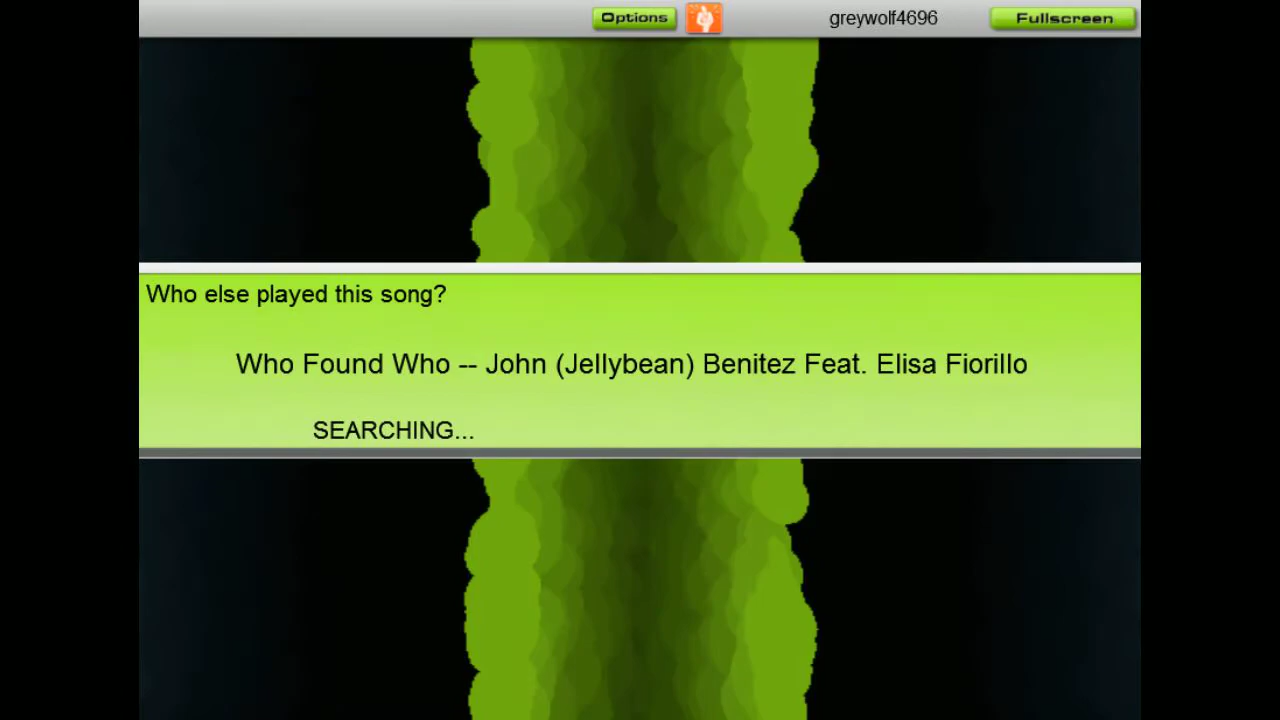 Options
greywolf4696
Fullscreen
Who else played this song?
Who Found Who -- John (Jellybean) Benitez Feat. Elisa Fiorillo
SEARCHING...